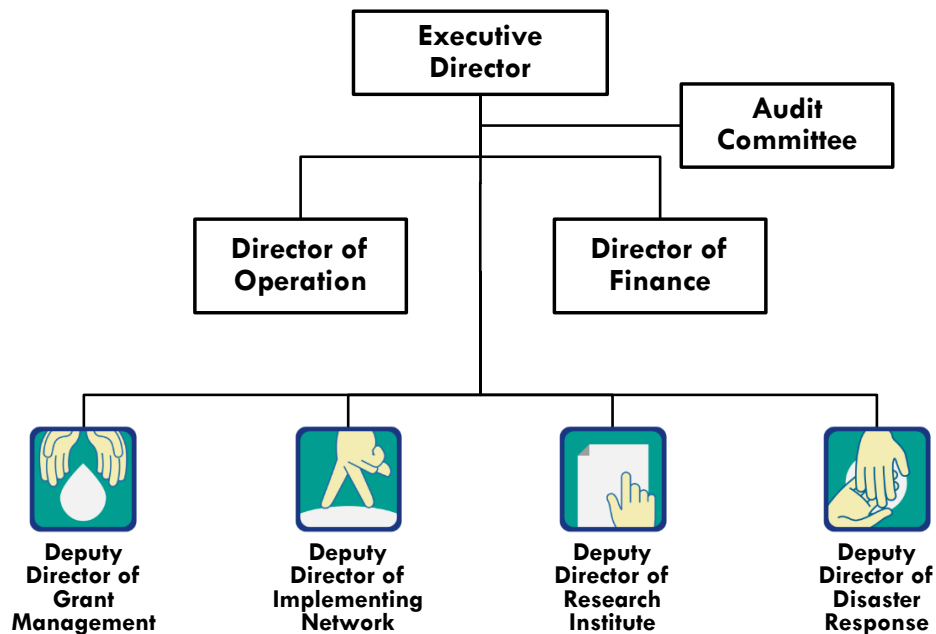 Executive
Director
Audit
Committee
Director of
Operation
Director of
Finance
Deputy
Director of
Grant
Management
Deputy
Director of
Implementing
Network
Deputy
Director of
Research
Institute
Deputy
Director of
Disaster
Response